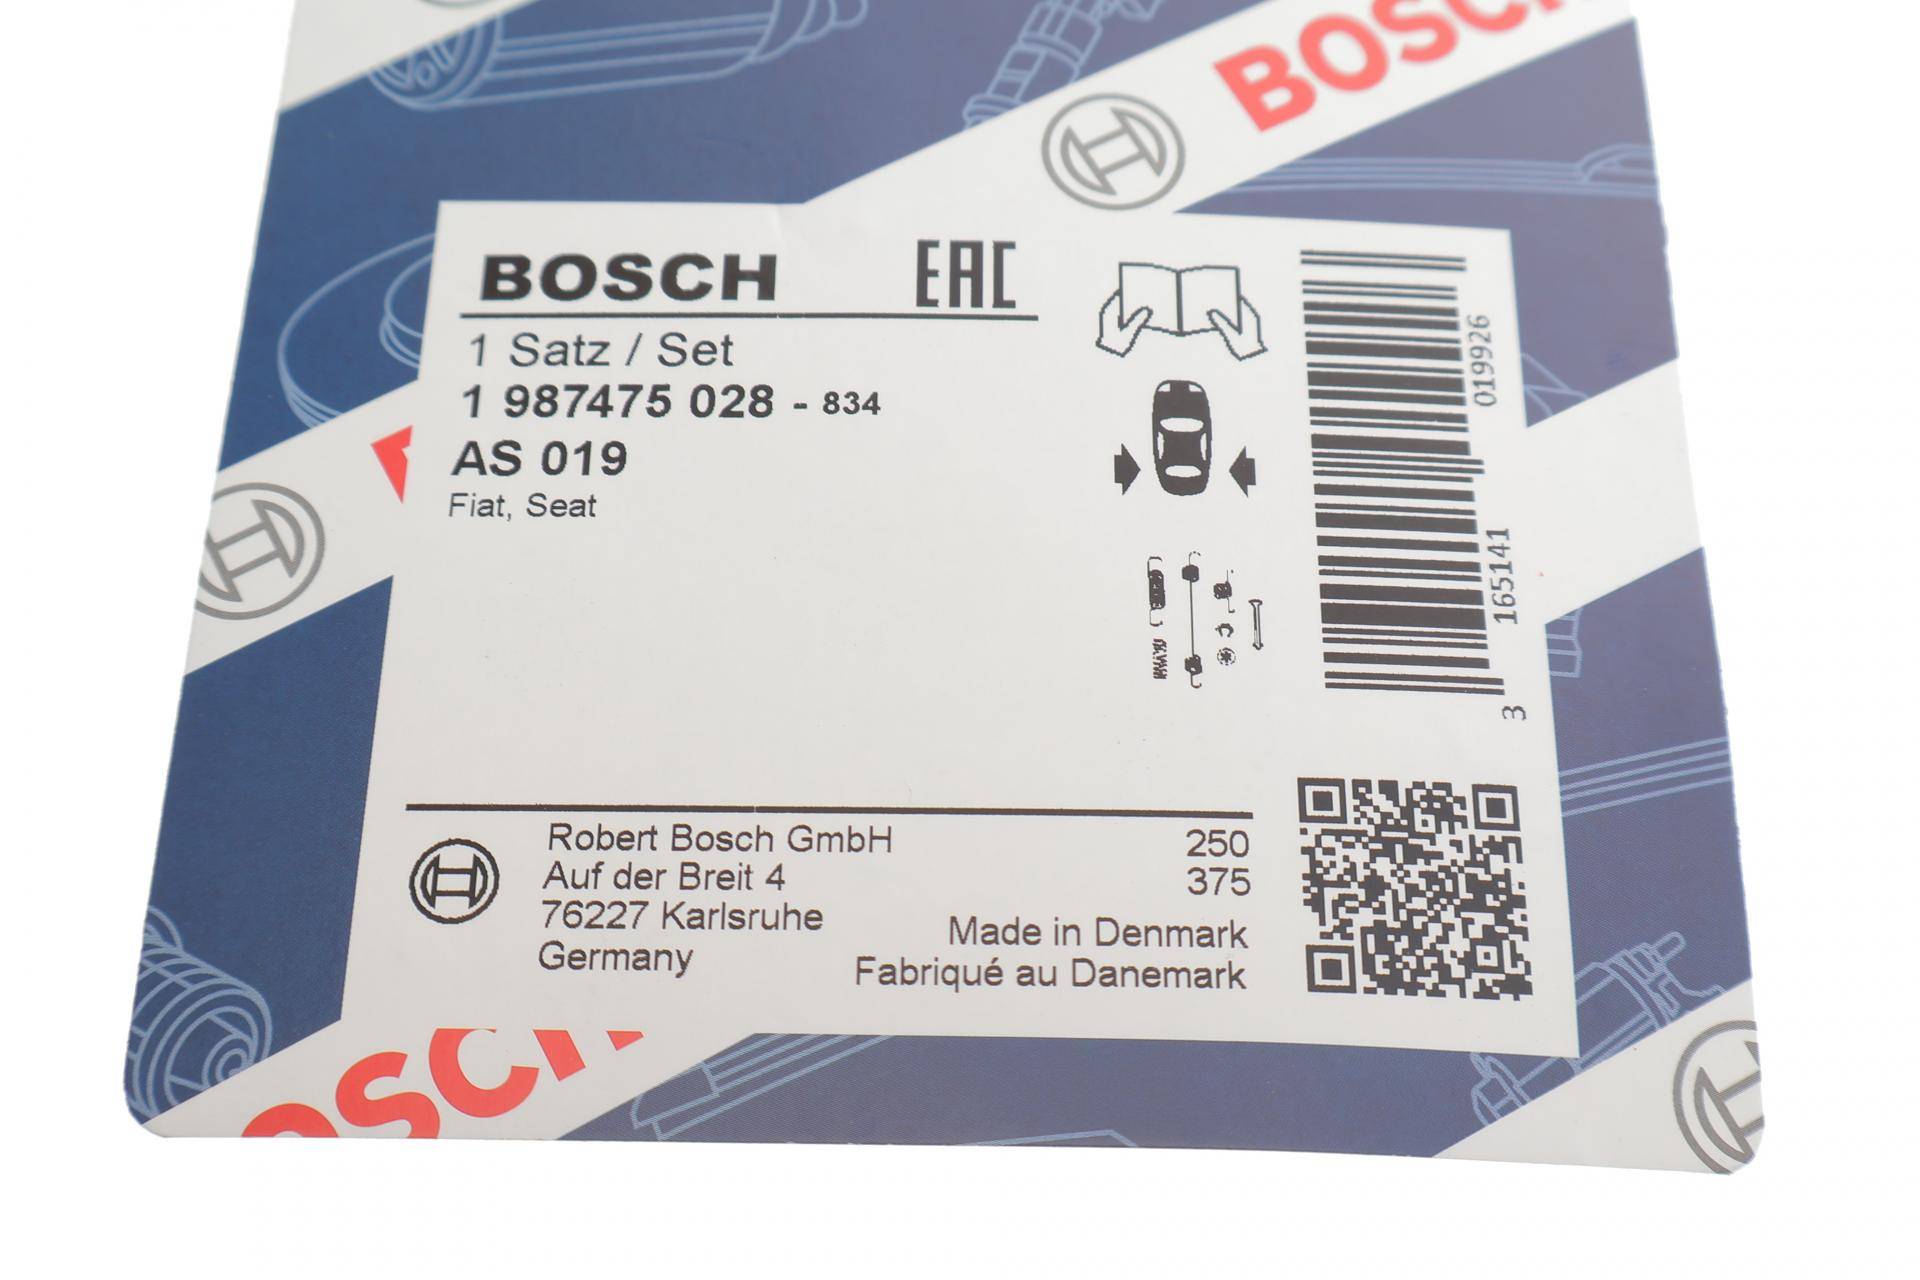 BOSCH
BOSCH EAC
1 Satz / Set
1 987475 028 - 834
AS 019
Fiat, Seat
3 165141 019926
Robert Bosch GmbH
Auf der Breit 4
76227 Karlsruhe
Germany
250
375
Made in Denmark
Fabriqué au Danemark
BOSCH